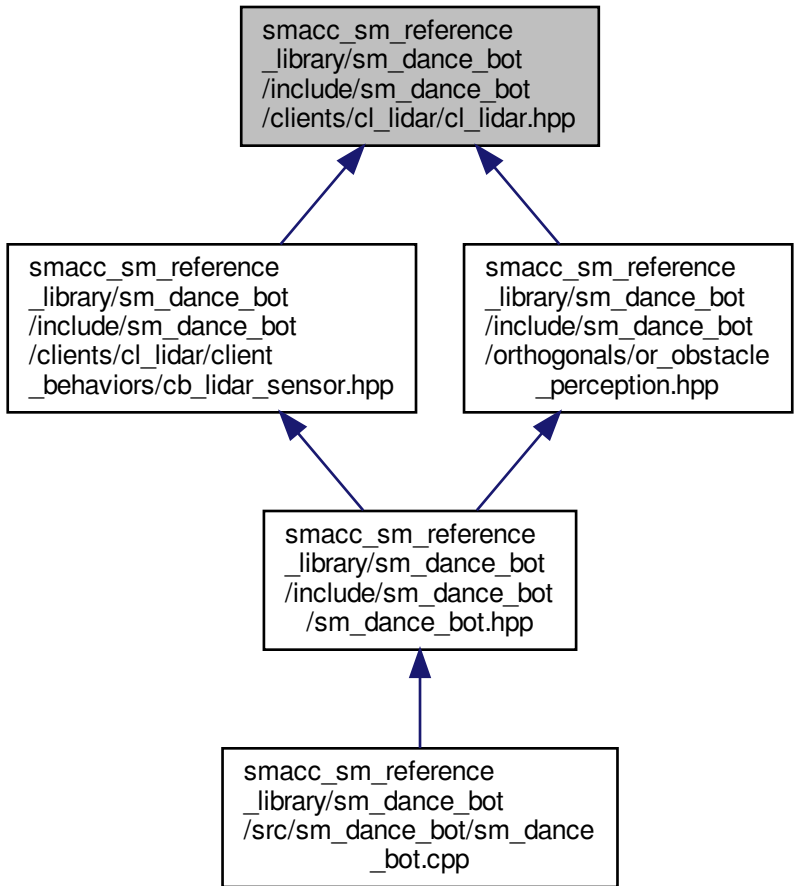 smacc_sm_reference
_library/sm_dance_bot
/include/sm_dance_bot
/clients/cl_lidar/cl_lidar.hpp
smacc_sm_reference
_library/sm_dance_bot
/include/sm_dance_bot
/clients/cl_lidar/client
_behaviors/cb_lidar_sensor.hpp
smacc_sm_reference
_library/sm_dance_bot
/include/sm_dance_bot
/orthogonals/or_obstacle
_perception.hpp
smacc_sm_reference
_library/sm_dance_bot
/include/sm_dance_bot
/sm_dance_bot.hpp
smacc_sm_reference
_library/sm_dance_bot
/src/sm_dance_bot/sm_dance
_bot.cpp